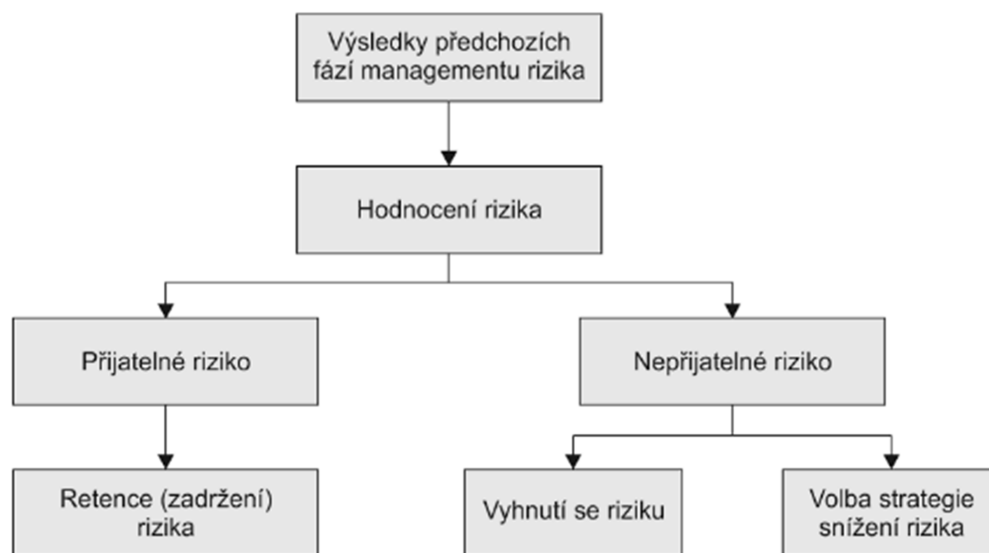 Výsledky předchozích
fází managementu rizika
Hodnocení rizika
Přijatelné riziko
Nepřijatelné riziko
Retence (zadržení)
rizika
Vyhnutí se riziku
Volba strategie
snížení rizika